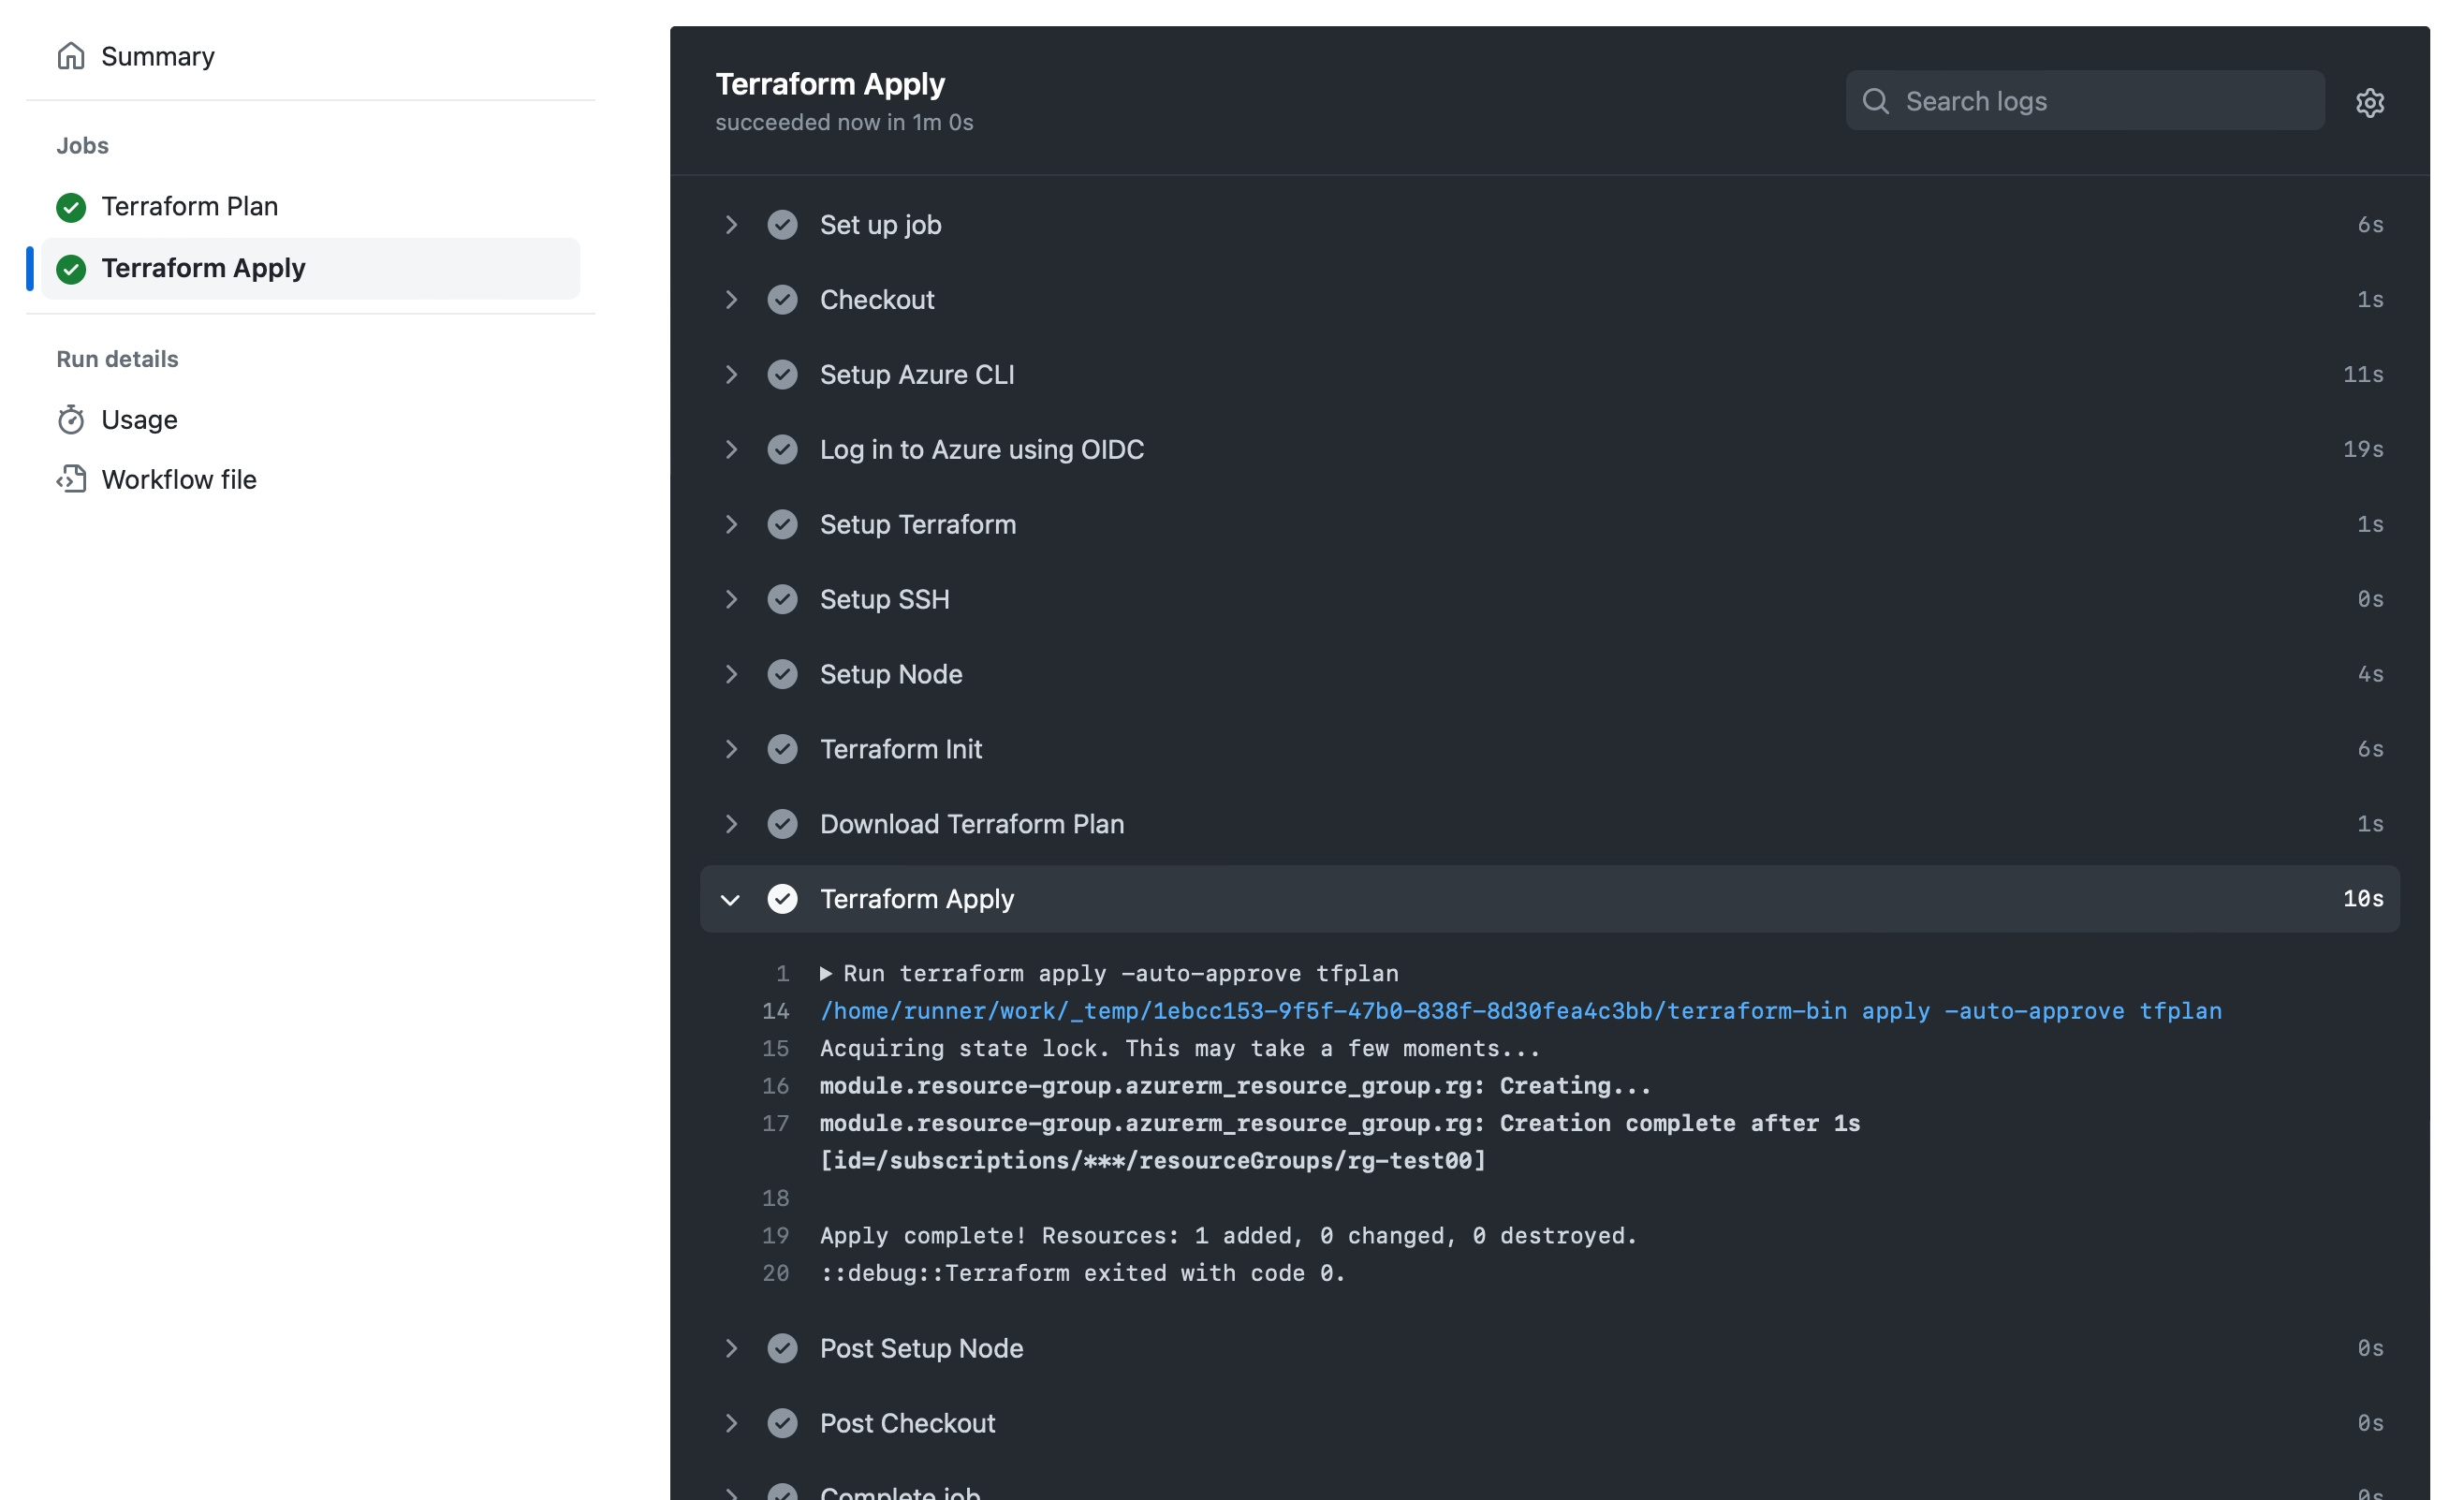 Summary
Jobs
Terraform Plan
Terraform Apply
Run details
Usage
Workflow file
Terraform Apply
succeeded now in 1m 0s
Search logs
Set up job 6s
Checkout 1s
Setup Azure CLI 11s
Log in to Azure using OIDC 19s
Setup Terraform 1s
Setup SSH 0s
Setup Node 4s
Terraform Init 6s
Download Terraform Plan 1s
Terraform Apply 10s
1 Run terraform apply -auto-approve tfplan
14 /home/runner/work/_temp/1ebcc153-9f5f-47b0-838f-8d30fea4c3bb/terraform-bin apply -auto-approve tfplan
15 Acquiring state lock. This may take a few moments...
16 module.resource-group.azurerm_resource_group.rg: Creating...
17 module.resource-group.azurerm_resource_group.rg: Creation complete after 1s
[id=/subscriptions/***/resourceGroups/rg-test00]
18
19 Apply complete! Resources: 1 added, 0 changed, 0 destroyed.
20 ::debug::Terraform exited with code 0.
Post Setup Node 0s
Post Checkout 0s
Complete job 0s